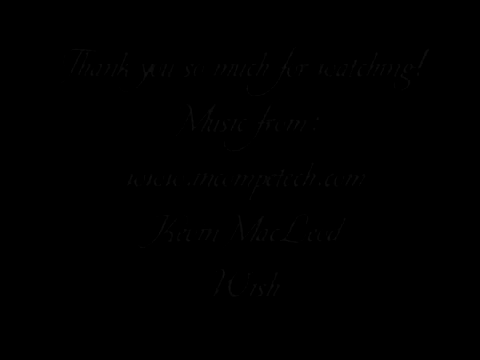 Thank you so much for watching!
Music from:
www.incompetech.com
Kevin MacLeod
Wish